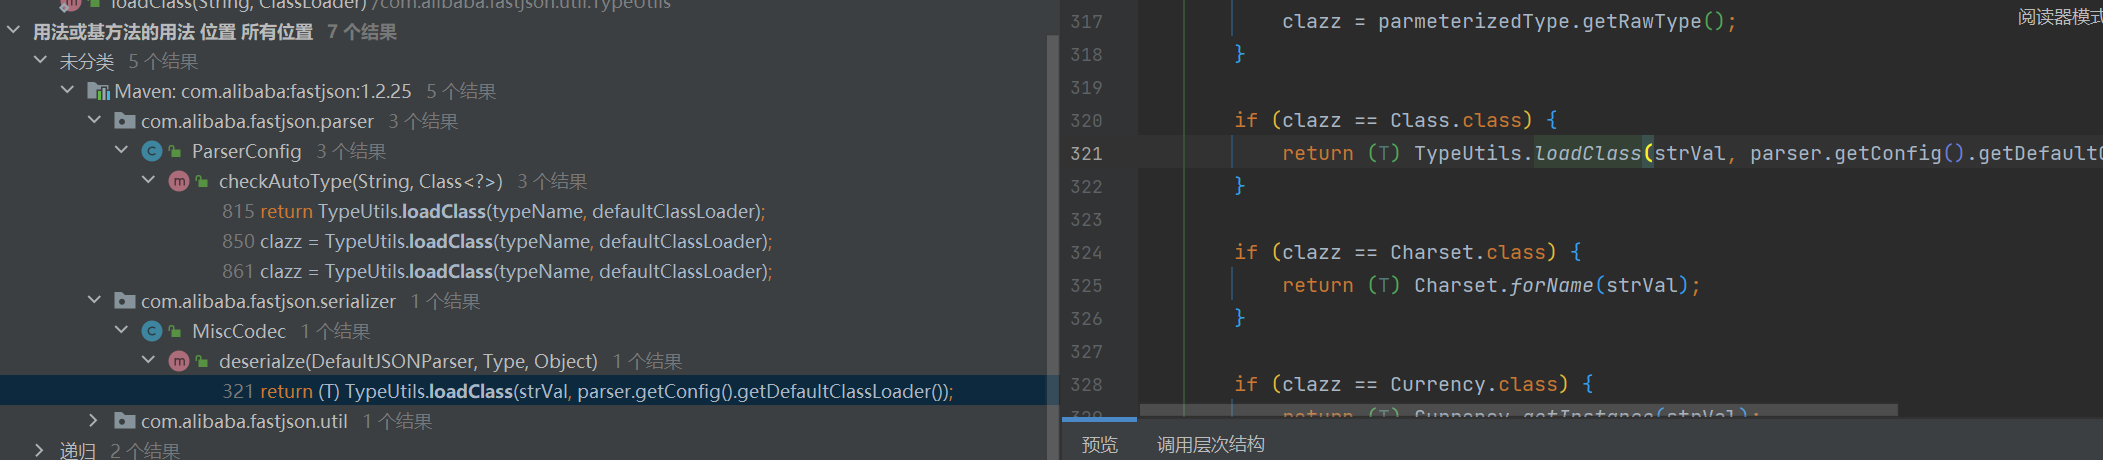 loadClass(String, ClassLoader) /com.alibaba.fastjson.util.TypeUtils
用法或基方法的用法 位置 所有位置 7 个结果
未分类 5 个结果
Maven: com.alibaba:fastjson:1.2.25 5 个结果
com.alibaba.fastjson.parser 3 个结果
ParserConfig 3 个结果
checkAutoType(String, Class<?>) 3 个结果
815 return TypeUtils.loadClass(typeName, defaultClassLoader);
850 clazz = TypeUtils.loadClass(typeName, defaultClassLoader);
861 clazz = TypeUtils.loadClass(typeName, defaultClassLoader);
com.alibaba.fastjson.serializer 1 个结果
MiscCodec 1 个结果
deserialze(DefaultJSONParser, Type, Object) 1 个结果
321 return (T) TypeUtils.loadClass(strVal, parser.getConfig().getDefaultClassLoader());
com.alibaba.fastjson.util 1 个结果
递归 2 个结果
阅读器模式
317 clazz = parmeterizedType.getRawType();
318 }
319
320 if (clazz == Class.class) {
321 return (T) TypeUtils.loadClass(strVal, parser.getConfig().getDefaultC
322 }
323
324 if (clazz == Charset.class) {
325 return (T) Charset.forName(strVal);
326 }
327
328 if (clazz == Currency.class) {
329 return (T) Currency.getInstance(strVal);
预览 调用层次结构